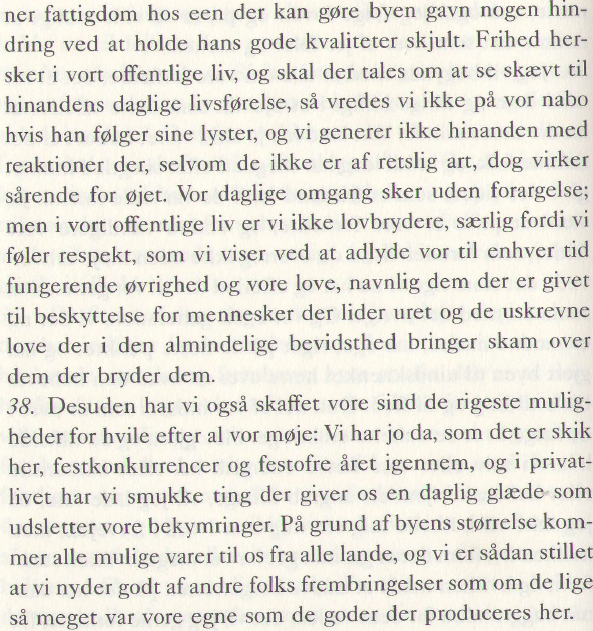 ner fattigdom hos een der kan gøre byen gavn nogen hin-
dring ved at holde hans gode kvaliteter skjult. Frihed her-
sker i vort offentlige liv, og skal der tales om at se skævt til
hinandens daglige livsførelse, så vredes vi ikke på vor nabo
hvis han følger sine lyster, og vi generer ikke hinanden med
reaktioner der, selvom de ikke er af retslig art, dog virker
sårende for øjet. Vor daglige omgang sker uden forargelse;
men i vort offentlige liv er vi ikke lovbrydere, særlig fordi vi
føler respekt, som vi viser ved at adlyde vor til enhver tid
fungerende øvrighed og vore love, navnlig dem der er givet
til beskyttelse for mennesker der lider uret og de uskrevne
love der i den almindelige bevidsthed bringer skam over
dem der bryder dem.
38. Desuden har vi også skaffet vore sind de rigeste mulig-
heder for hvile efter al vor møje: Vi har jo da, som det er skik
her, festkonkurrencer og festofre året igennem, og i privat-
livet har vi smukke ting der giver os en daglig glæde som
udsletter vore bekymringer. På grund af byens størrelse kom-
mer alle mulige varer til os fra alle lande, og vi er sådan stillet
at vi nyder godt af andre folks frembringelser som om de lige
så meget var vore egne som de goder der produceres her.